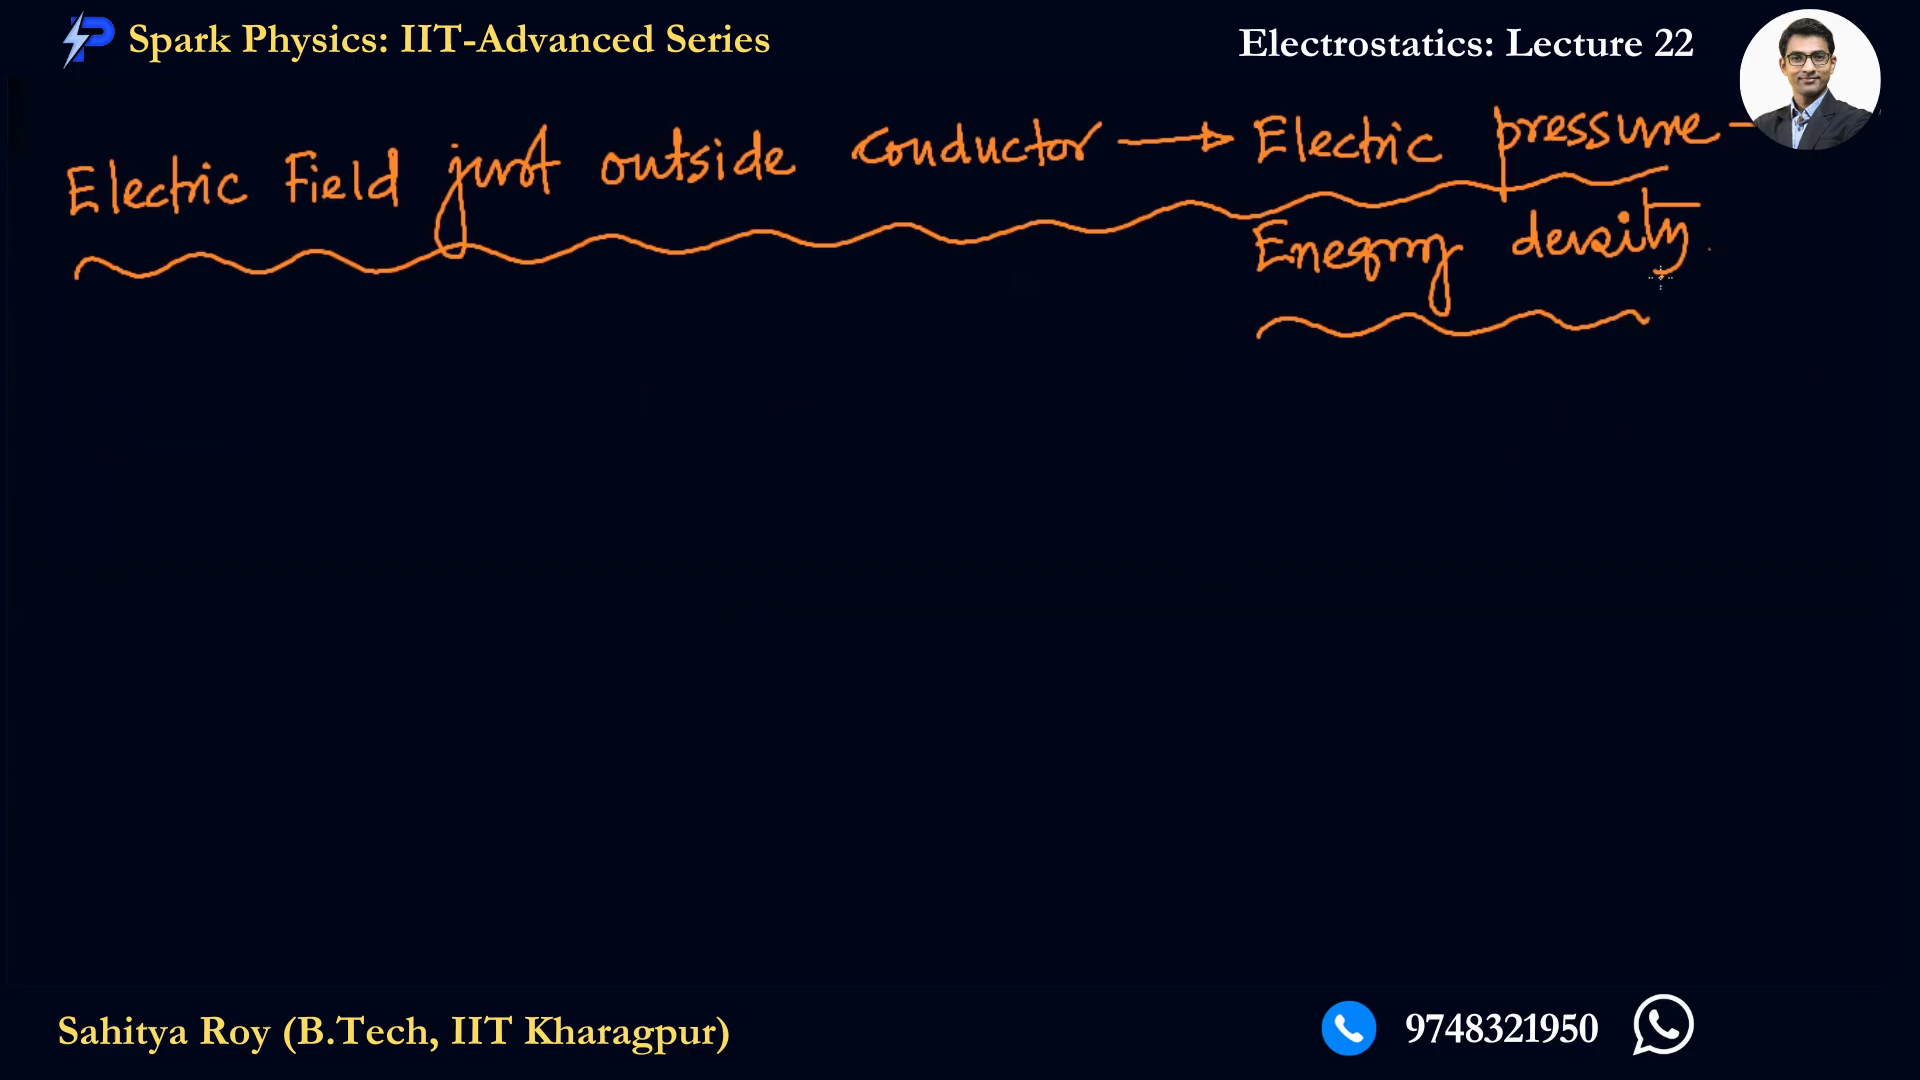 Spark Physics: IIT-Advanced Series
Electrostatics: Lecture 22
Electric Field just outside conductor → Electric pressure –
Energy density.
Sahitya Roy (B.Tech, IIT Kharagpur)
9748321950